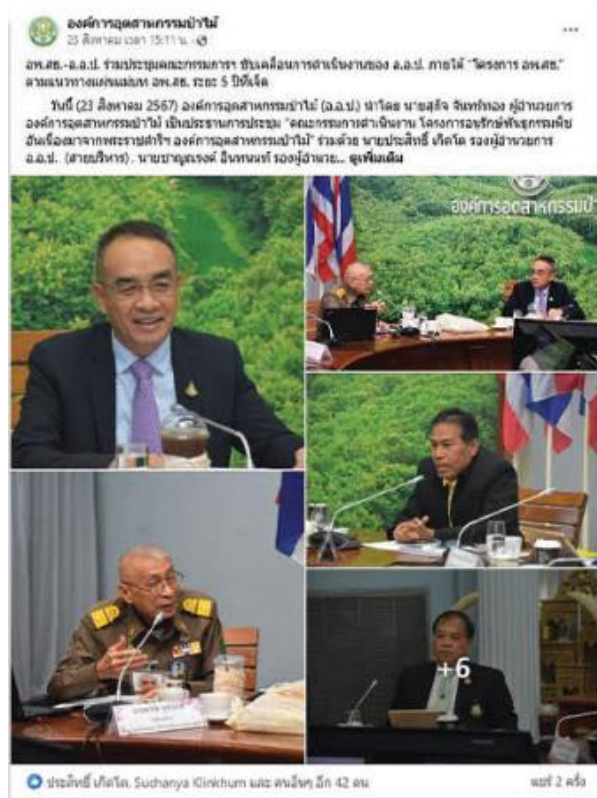 องค์การอุตสาหกรรมป่าไม้
23 สิงหาคม เวลา 15:11 น. ·
อพ.สธ.-อ.อ.ป. ร่วมประชุมคณะกรรมการฯ ขับเคลื่อนการดำเนินงานของ อ.อ.ป. ภายใต้ "โครงการ อพ.สธ."
ตามแนวทางแผนแม่บท อพ.สธ. ระยะ 5 ปีที่เจ็ด
วันนี้ (23 สิงหาคม 2567) องค์การอุตสาหกรรมป่าไม้ (อ.อ.ป.) นำโดย นายสุกิจ จันทร์ทอง ผู้อำนวยการ
องค์การอุตสาหกรรมป่าไม้ เป็นประธานการประชุม "คณะกรรมการดำเนินงาน โครงการอนุรักษ์พันธุกรรมพืช
อันเนื่องมาจากพระราชดำริฯ องค์การอุตสาหกรรมป่าไม้" ร่วมด้วย นายประสิทธิ์ เกิดโต รองผู้อำนวยการ
อ.อ.ป. (สายบริหาร), นายชาญณรงค์ อินทนนท์ รองผู้อำนวย... ดูเพิ่มเติม
องค์การอุตสาหกรรมป่า
+6
ประสิทธิ์ เกิดโต, Suchanya Klinkhum และ คนอื่นๆ อีก 42 คน
แชร์ 2 ครั้ง